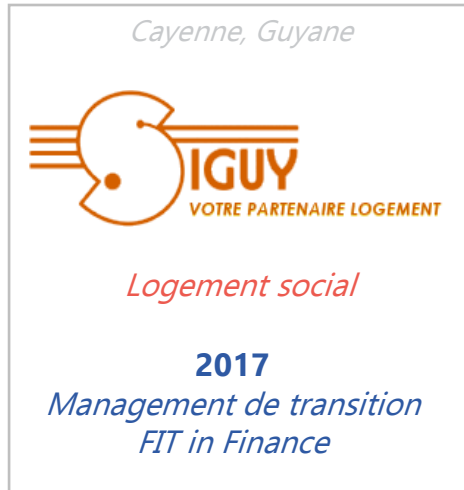 Cayenne, Guyane
SIGUY
VOTRE PARTENAIRE LOGEMENT
Logement social
2017
Management de transition
FIT in Finance